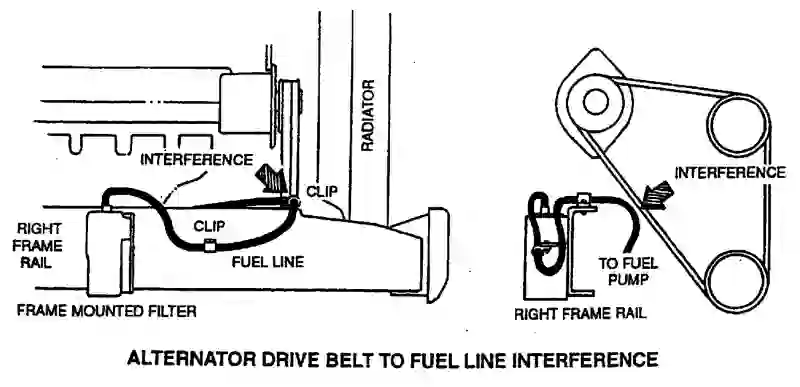 INTERFERENCE
RADIATOR
CLIP
RIGHT
FRAME
RAIL
CLIP
FUEL LINE
FRAME MOUNTED FILTER
INTERFERENCE
TO FUEL
PUMP
RIGHT FRAME RAIL
ALTERNATOR DRIVE BELT TO FUEL LINE INTERFERENCE